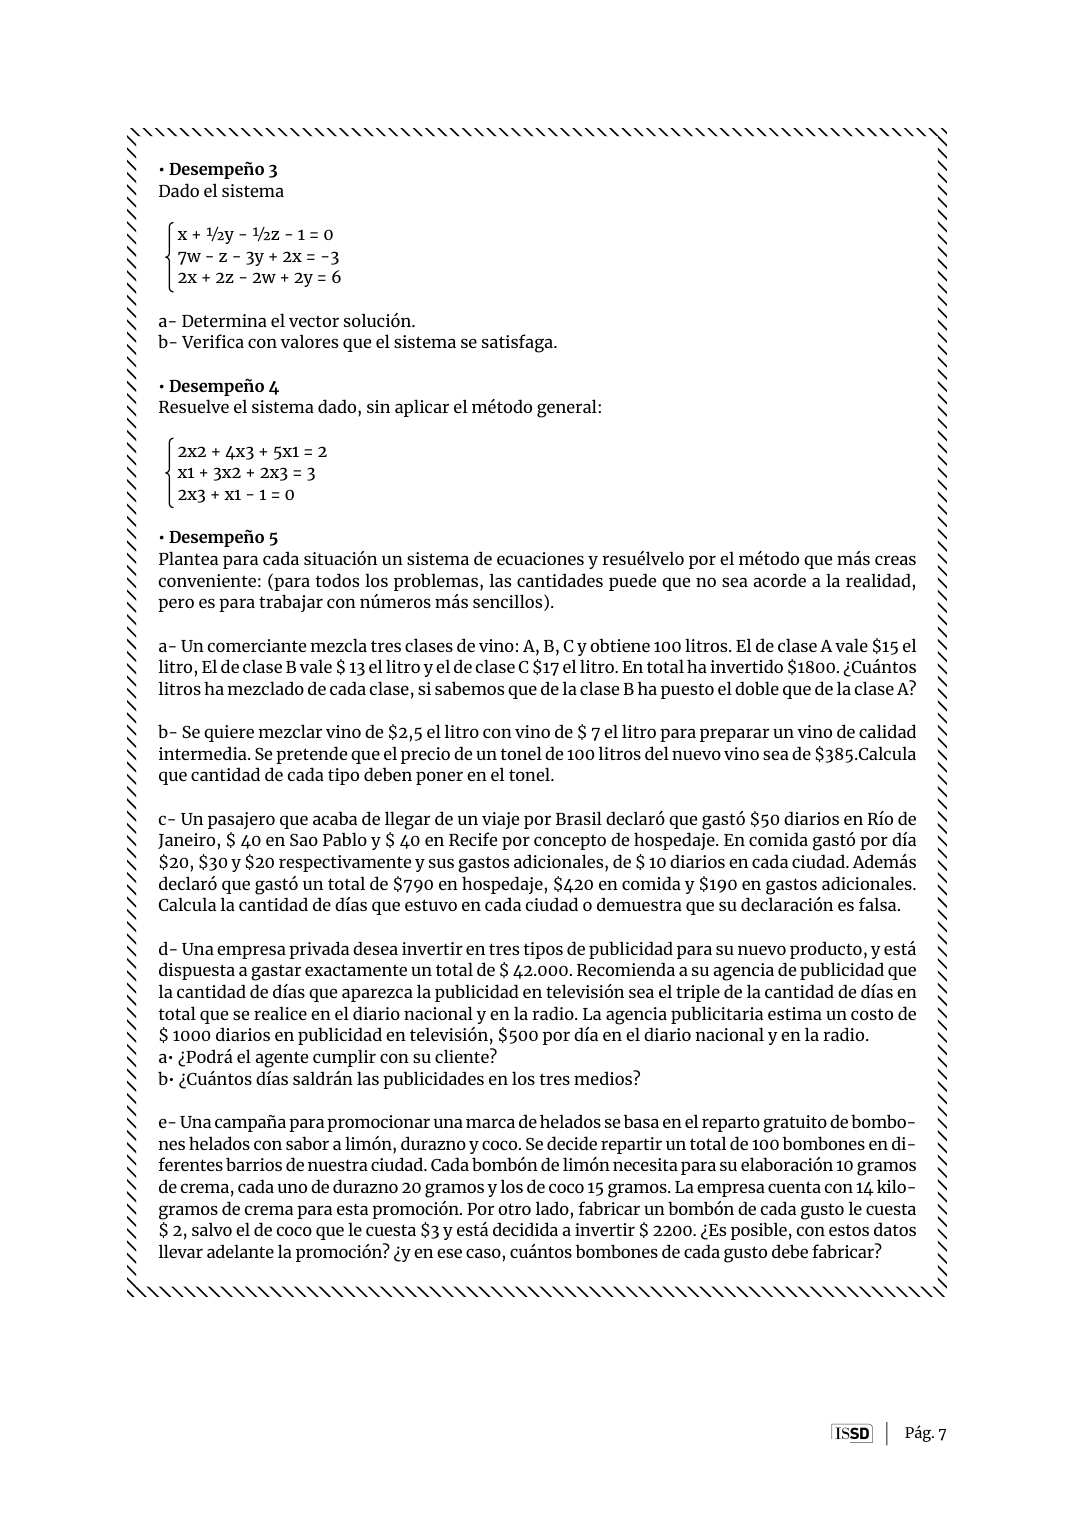 • Desempeño 3
Dado el sistema
x + ½y - ½z - 1 = 0
7w - z - 3y + 2x = -3
2x + 2z - 2w + 2y = 6
a- Determina el vector solución.
b- Verifica con valores que el sistema se satisfaga.
• Desempeño 4
Resuelve el sistema dado, sin aplicar el método general:
2x2 + 4x3 + 5x1 = 2
x1 + 3x2 + 2x3 = 3
2x3 + x1 - 1 = 0
• Desempeño 5
Plantea para cada situación un sistema de ecuaciones y resuélvelo por el método que más creas
conveniente: (para todos los problemas, las cantidades puede que no sea acorde a la realidad,
pero es para trabajar con números más sencillos).
a- Un comerciante mezcla tres clases de vino: A, B, C y obtiene 100 litros. El de clase A vale $15 el
litro, El de clase B vale $ 13 el litro y el de clase C $17 el litro. En total ha invertido $1800. ¿Cuántos
litros ha mezclado de cada clase, si sabemos que de la clase B ha puesto el doble que de la clase A?
b- Se quiere mezclar vino de $2,5 el litro con vino de $ 7 el litro para preparar un vino de calidad
intermedia. Se pretende que el precio de un tonel de 100 litros del nuevo vino sea de $385.Calcula
que cantidad de cada tipo deben poner en el tonel.
c- Un pasajero que acaba de llegar de un viaje por Brasil declaró que gastó $50 diarios en Río de
Janeiro, $ 40 en Sao Pablo y $ 40 en Recife por concepto de hospedaje. En comida gastó por día
$20, $30 y $20 respectivamente y sus gastos adicionales, de $ 10 diarios en cada ciudad. Además
declaró que gastó un total de $790 en hospedaje, $420 en comida y $190 en gastos adicionales.
Calcula la cantidad de días que estuvo en cada ciudad o demuestra que su declaración es falsa.
d- Una empresa privada desea invertir en tres tipos de publicidad para su nuevo producto, y está
dispuesta a gastar exactamente un total de $ 42.000. Recomienda a su agencia de publicidad que
la cantidad de días que aparezca la publicidad en televisión sea el triple de la cantidad de días en
total que se realice en el diario nacional y en la radio. La agencia publicitaria estima un costo de
$ 1000 diarios en publicidad en televisión, $500 por día en el diario nacional y en la radio.
a• ¿Podrá el agente cumplir con su cliente?
b• ¿Cuántos días saldrán las publicidades en los tres medios?
e- Una campaña para promocionar una marca de helados se basa en el reparto gratuito de bombo-
nes helados con sabor a limón, durazno y coco. Se decide repartir un total de 100 bombones en di-
ferentes barrios de nuestra ciudad. Cada bombón de limón necesita para su elaboración 10 gramos
de crema, cada uno de durazno 20 gramos y los de coco 15 gramos. La empresa cuenta con 14 kilo-
gramos de crema para esta promoción. Por otro lado, fabricar un bombón de cada gusto le cuesta
$ 2, salvo el de coco que le cuesta $3 y está decidida a invertir $ 2200. ¿Es posible, con estos datos
llevar adelante la promoción? ¿y en ese caso, cuántos bombones de cada gusto debe fabricar?
ISSD Pág. 7